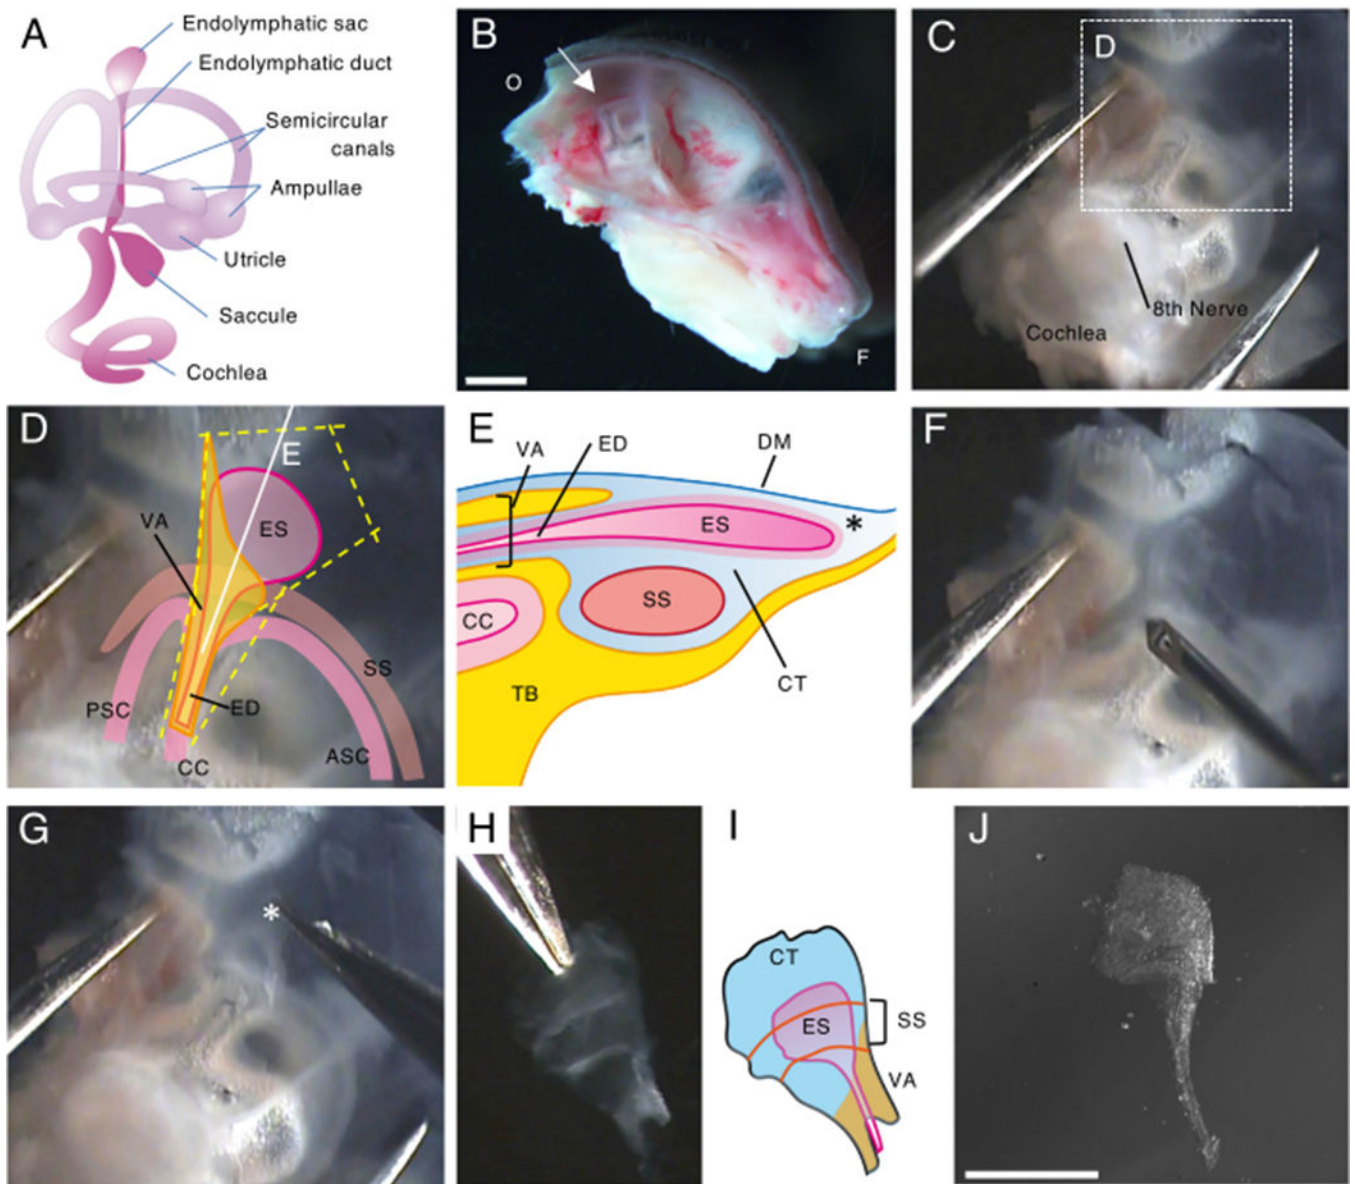 A
Endolymphatic sac
Endolymphatic duct
Semicircular
canals
Ampullae
Utricle
Saccule
Cochlea
B
O
F
C
D
8th Nerve
Cochlea
D
E
VA
ES
SS
PSC
ED
CC
ASC
E
VA
ED
DM
ES
*
SS
CC
CT
TB
F
G
*
H
I
CT
ES
SS
VA
J